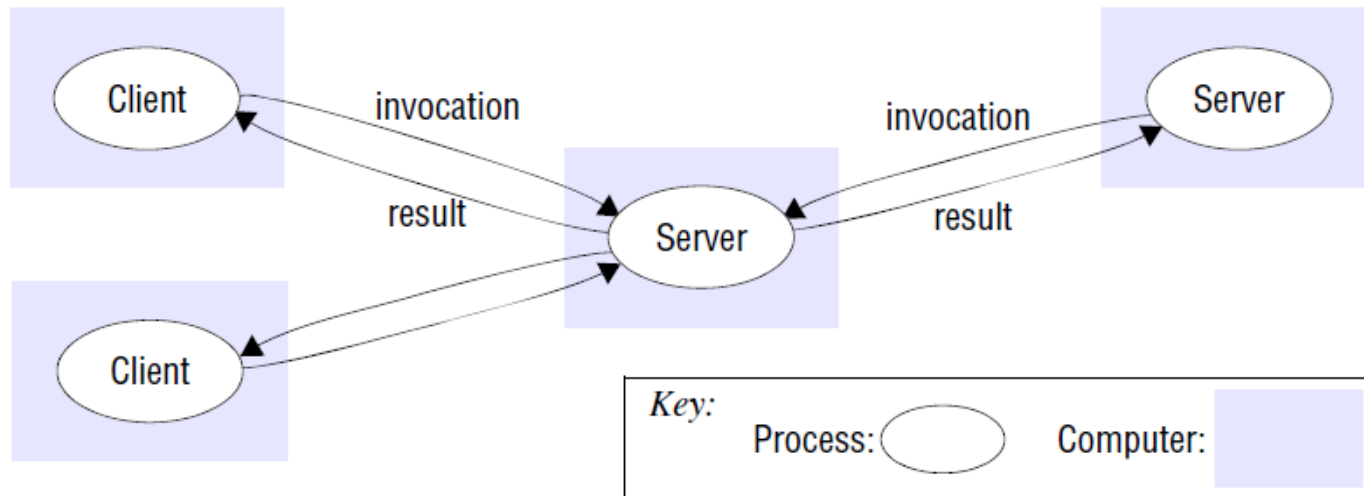 Client
invocation
result
Server
invocation
result
Server
Client
Key:
Process:
Computer: